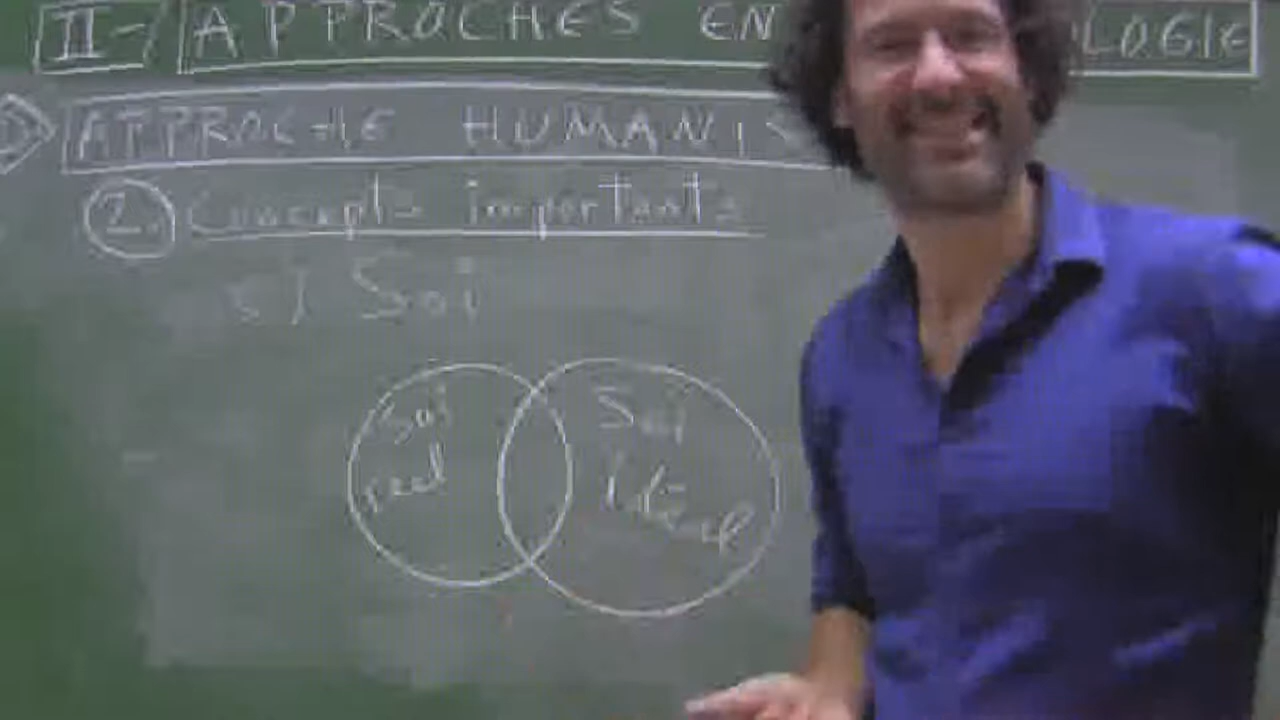 II-/ APPROCHES EN LOGIE
D) APPROCHE HUMANIS
2. Concepts importants
c) Soi
Soi réel
Soi idéal